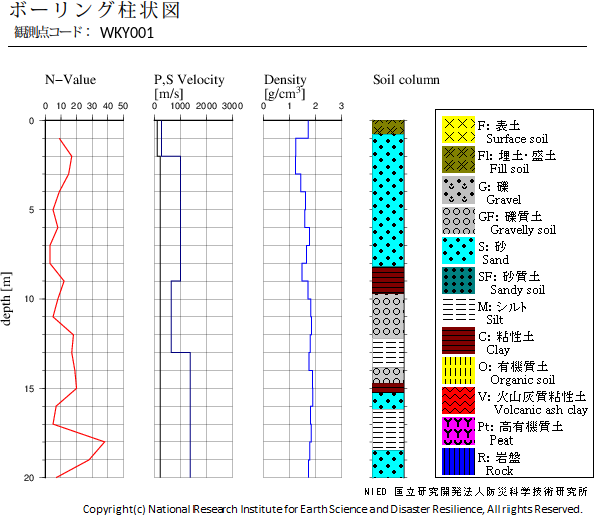 ボーリング柱状図
観測点コード： WKY001
N−Value
P,S Velocity
[m/s]
Density
[g/cm³]
Soil column
0 10 20 30 40 50
0 1000 2000 3000
0 1 2 3
0
5
10
15
20
depth [m]
F: 表土
Surface soil
Fl: 埋土・盛土
Fill soil
G: 礫
Gravel
GF: 礫質土
Gravelly soil
S: 砂
Sand
SF: 砂質土
Sandy soil
M: シルト
Silt
C: 粘性土
Clay
O: 有機質土
Organic soil
V: 火山灰質粘性土
Volcanic ash clay
Pt: 高有機質土
Peat
R: 岩盤
Rock
NIED 国立研究開発法人防災科学技術研究所
Copyright(c) National Research Institute for Earth Science and Disaster Resilience, All rights Reserved.